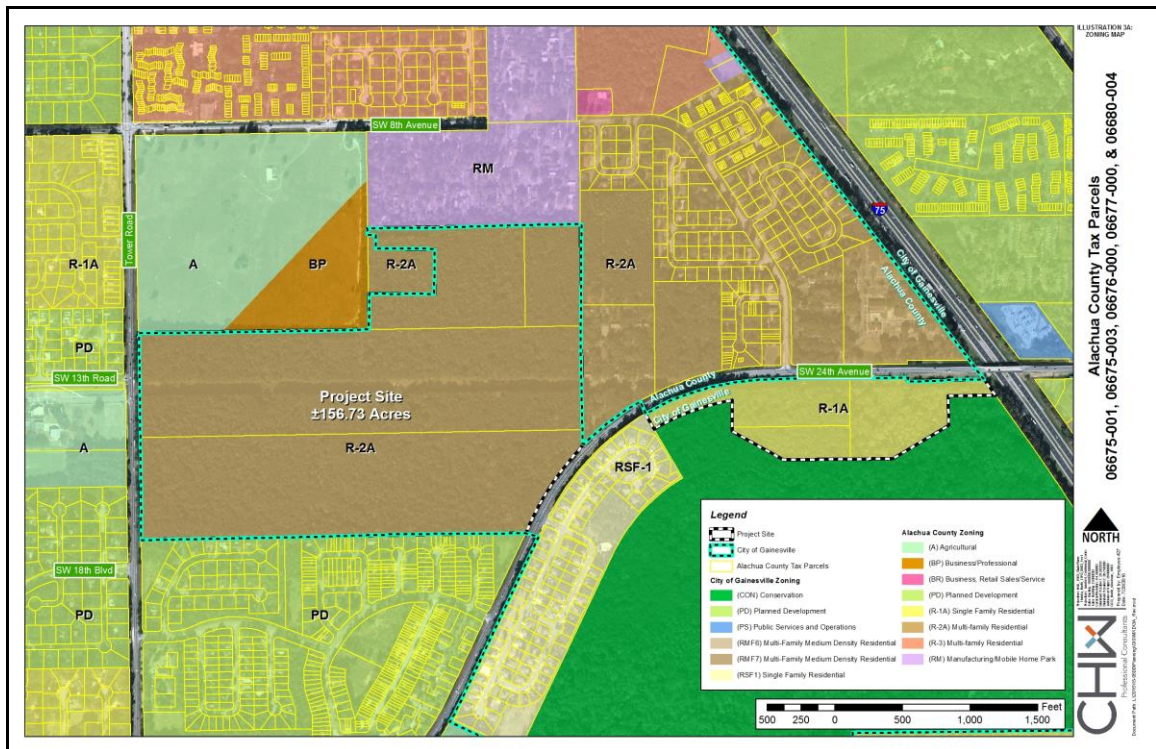 ILLUSTRATION 3A:
ZONING MAP
Alachua County Tax Parcels
06675-001, 06675-003, 06676-000, 06677-000, & 06680-004
SW 8th Avenue
RM
75
Tower Road
R-1A
A
BP
R-2A
R-2A
City of Gainesville
Alachua County
PD
SW 13th Road
SW 24th Avenue
Project Site
±156.73 Acres
Alachua County
City of Gainesville
R-1A
A
R-2A
RSF-1
SW 18th Blvd
PD
PD
Legend
Project Site
City of Gainesville
Alachua County Tax Parcels
City of Gainesville Zoning
(CON) Conservation
(PD) Planned Development
(PS) Public Services and Operations
(RMF6) Multi-Family Medium Density Residential
(RMF7) Multi-Family Medium Density Residential
(RSF1) Single Family Residential
Alachua County Zoning
(A) Agricultural
(BP) Business/Professional
(BR) Business, Retail Sales/Service
(PD) Planned Development
(R-1A) Single Family Residential
(R-2A) Multi-family Residential
(R-3) Multi-family Residential
(RM) Manufacturing/Mobile Home Park
Feet
500 250 0 500 1,000 1,500
NORTH
CHW
Professional Consultants